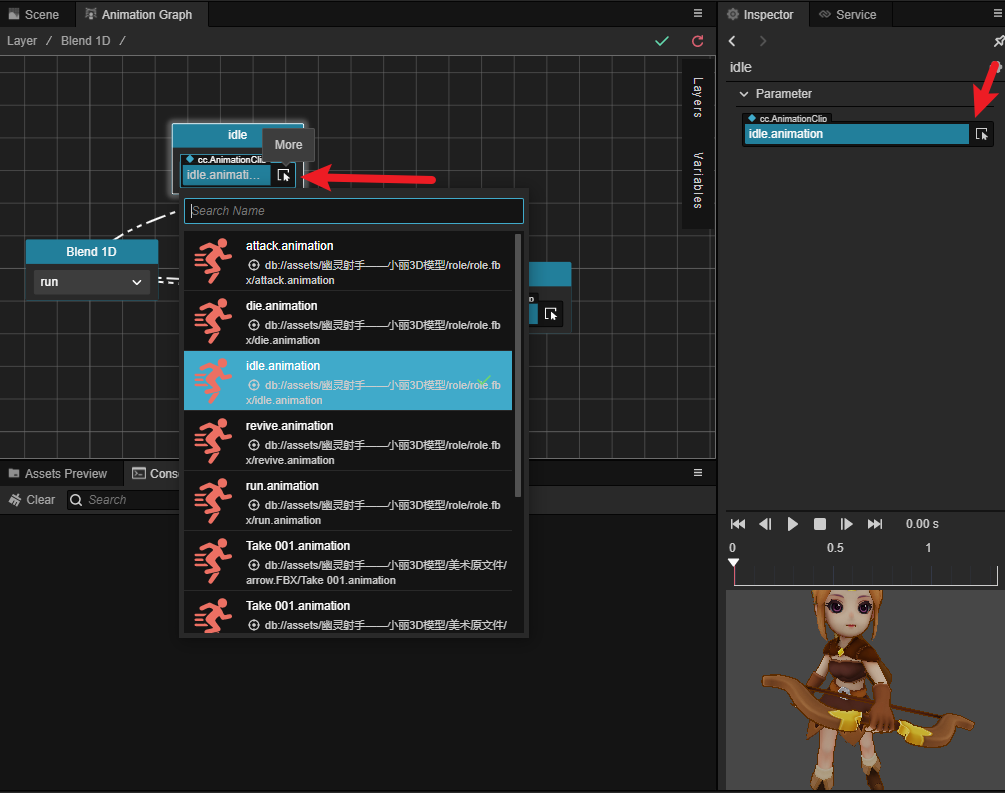 Scene
Animation Graph
Layer / Blend 1D /
Layers
Variables
idle
More
cc.AnimationClip
idle.animati...
Search Name
Blend 1D
run
attack.animation
db://assets/幽灵射手——小丽3D模型/role/role.fb
x/attack.animation
die.animation
db://assets/幽灵射手——小丽3D模型/role/role.fb
x/die.animation
idle.animation
db://assets/幽灵射手——小丽3D模型/role/role.fb
x/idle.animation
revive.animation
db://assets/幽灵射手——小丽3D模型/role/role.fb
x/revive.animation
run.animation
db://assets/幽灵射手——小丽3D模型/role/role.fb
x/run.animation
Take 001.animation
db://assets/幽灵射手——小丽3D模型/美术原文件/
arrow.FBX/Take 001.animation
Take 001.animation
db://assets/幽灵射手——小丽3D模型/美术原文件/
Assets Preview
Cons
Clear
Search
Inspector
Service
idle
Parameter
cc.AnimationClip
idle.animation
0.00 s
0 0.5 1